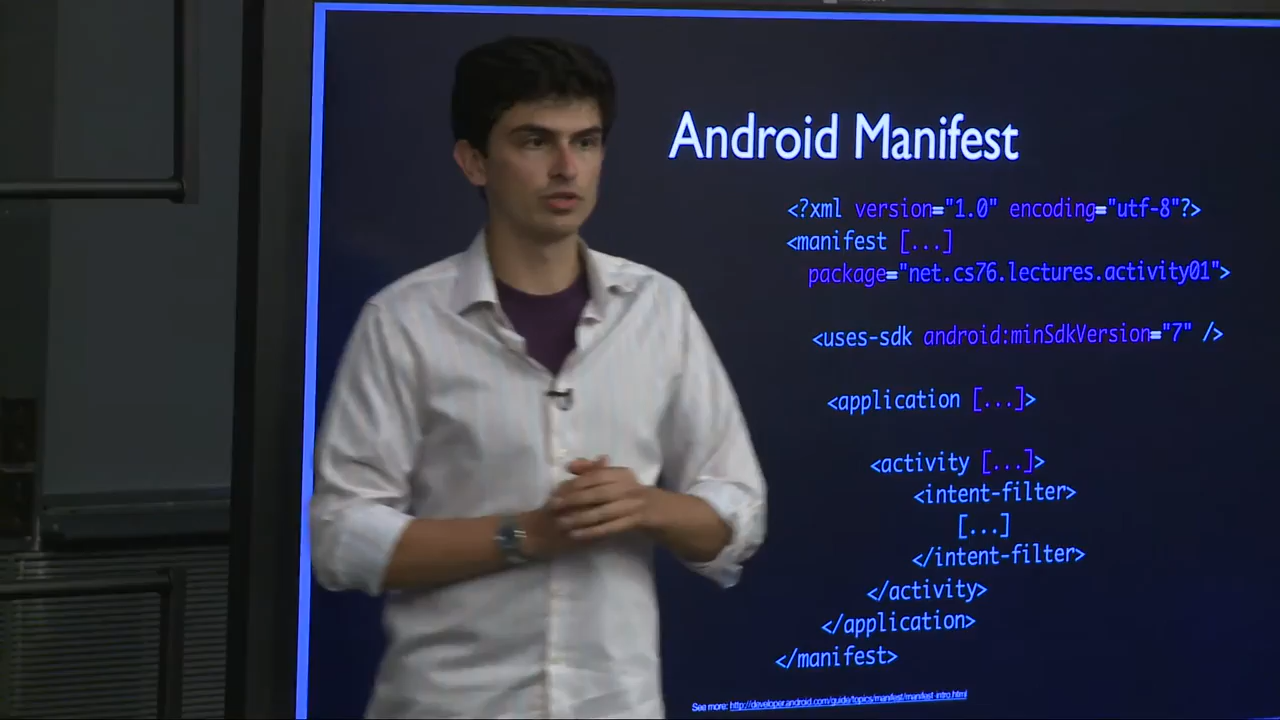 Android Manifest
<?xml version="1.0" encoding="utf-8"?>
<manifest [...]
package="net.cs76.lectures.activity01">
<uses-sdk android:minSdkVersion="7" />
<application [...]>
<activity [...]>
<intent-filter>
[...]
</intent-filter>
</activity>
</application>
</manifest>
See more: http://developer.android.com/guide/topics/manifest/manifest-intro.html